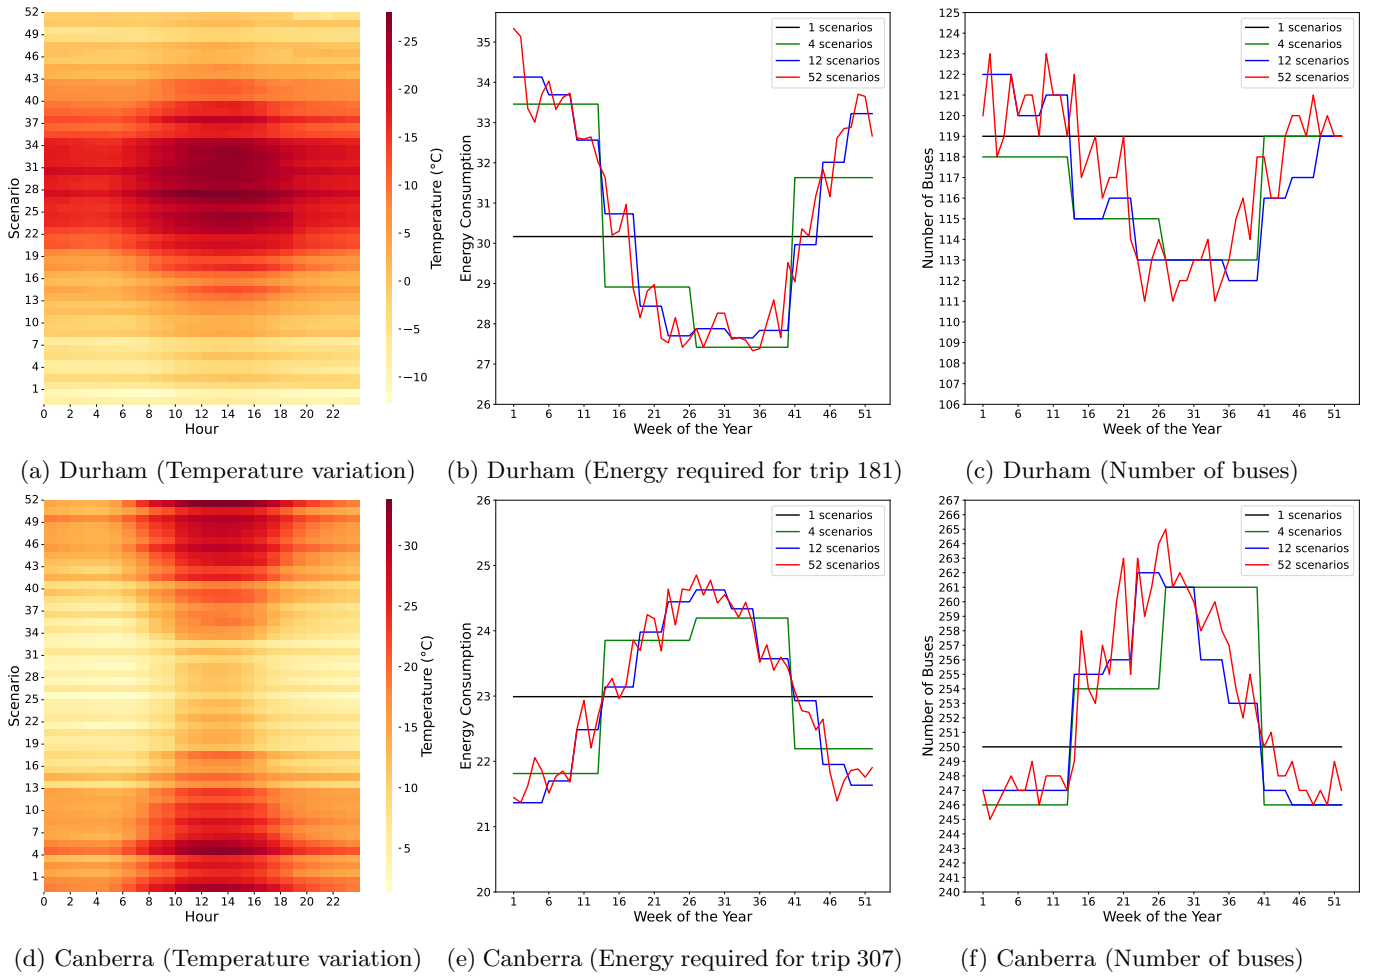 52
49
46
43
40
37
34
31
28
25
22
19
16
13
10
7
4
1
Scenario
0 2 4 6 8 10 12 14 16 18 20 22
Hour
25
20
15
10
5
0
−5
−10
Temperature (°C)
(a) Durham (Temperature variation)
35
34
33
32
31
30
29
28
27
26
Energy Consumption
1 6 11 16 21 26 31 36 41 46 51
Week of the Year
1 scenarios
4 scenarios
12 scenarios
52 scenarios
(b) Durham (Energy required for trip 181)
125
124
123
122
121
120
119
118
117
116
115
114
113
112
111
110
109
108
107
106
Number of Buses
1 6 11 16 21 26 31 36 41 46 51
Week of the Year
1 scenarios
4 scenarios
12 scenarios
52 scenarios
(c) Durham (Number of buses)
52
49
46
43
40
37
34
31
28
25
22
19
16
13
10
7
4
1
Scenario
0 2 4 6 8 10 12 14 16 18 20 22
Hour
30
25
20
15
10
5
Temperature (°C)
(d) Canberra (Temperature variation)
26
25
24
23
22
21
20
Energy Consumption
1 6 11 16 21 26 31 36 41 46 51
Week of the Year
1 scenarios
4 scenarios
12 scenarios
52 scenarios
(e) Canberra (Energy required for trip 307)
267
266
265
264
263
262
261
260
259
258
257
256
255
254
253
252
251
250
249
248
247
246
245
244
243
242
241
240
Number of Buses
1 6 11 16 21 26 31 36 41 46 51
Week of the Year
1 scenarios
4 scenarios
12 scenarios
52 scenarios
(f) Canberra (Number of buses)